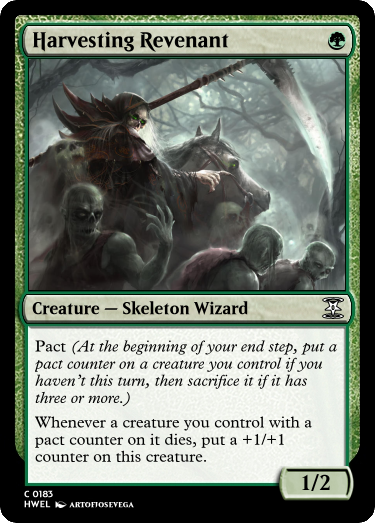 Harvesting Revenant
Creature — Skeleton Wizard
Pact (At the beginning of your end step, put a
pact counter on a creature you control if you
haven't this turn, then sacrifice it if it has
three or more.)
Whenever a creature you control with a
pact counter on it dies, put a +1/+1
counter on this creature.
1/2
C 0183
HWEL ARTOFJOSEVEGA